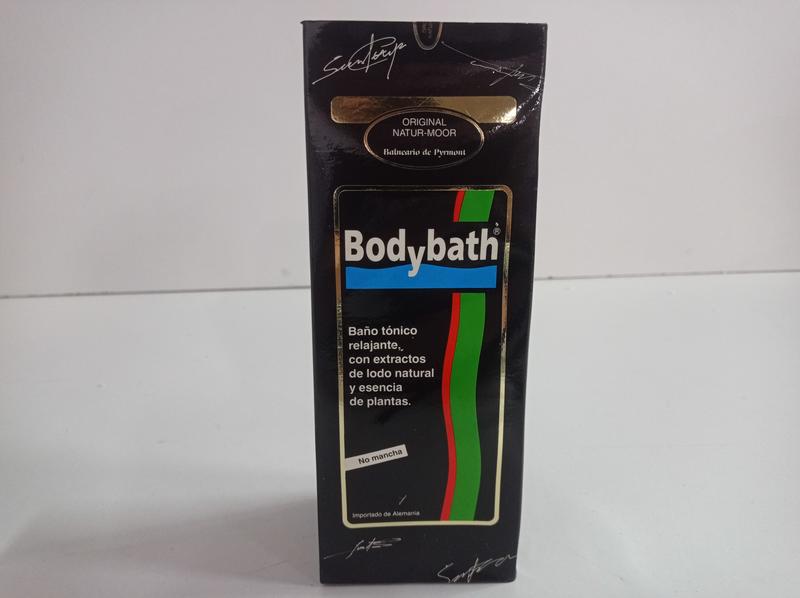 ORIGINAL
NATUR-MOOR
Balneario de Pyrmont
Bodybath®
Baño tónico
relajante,
con extractos
de lodo natural
y esencia
de plantas.
No mancha
Importado de Alemania